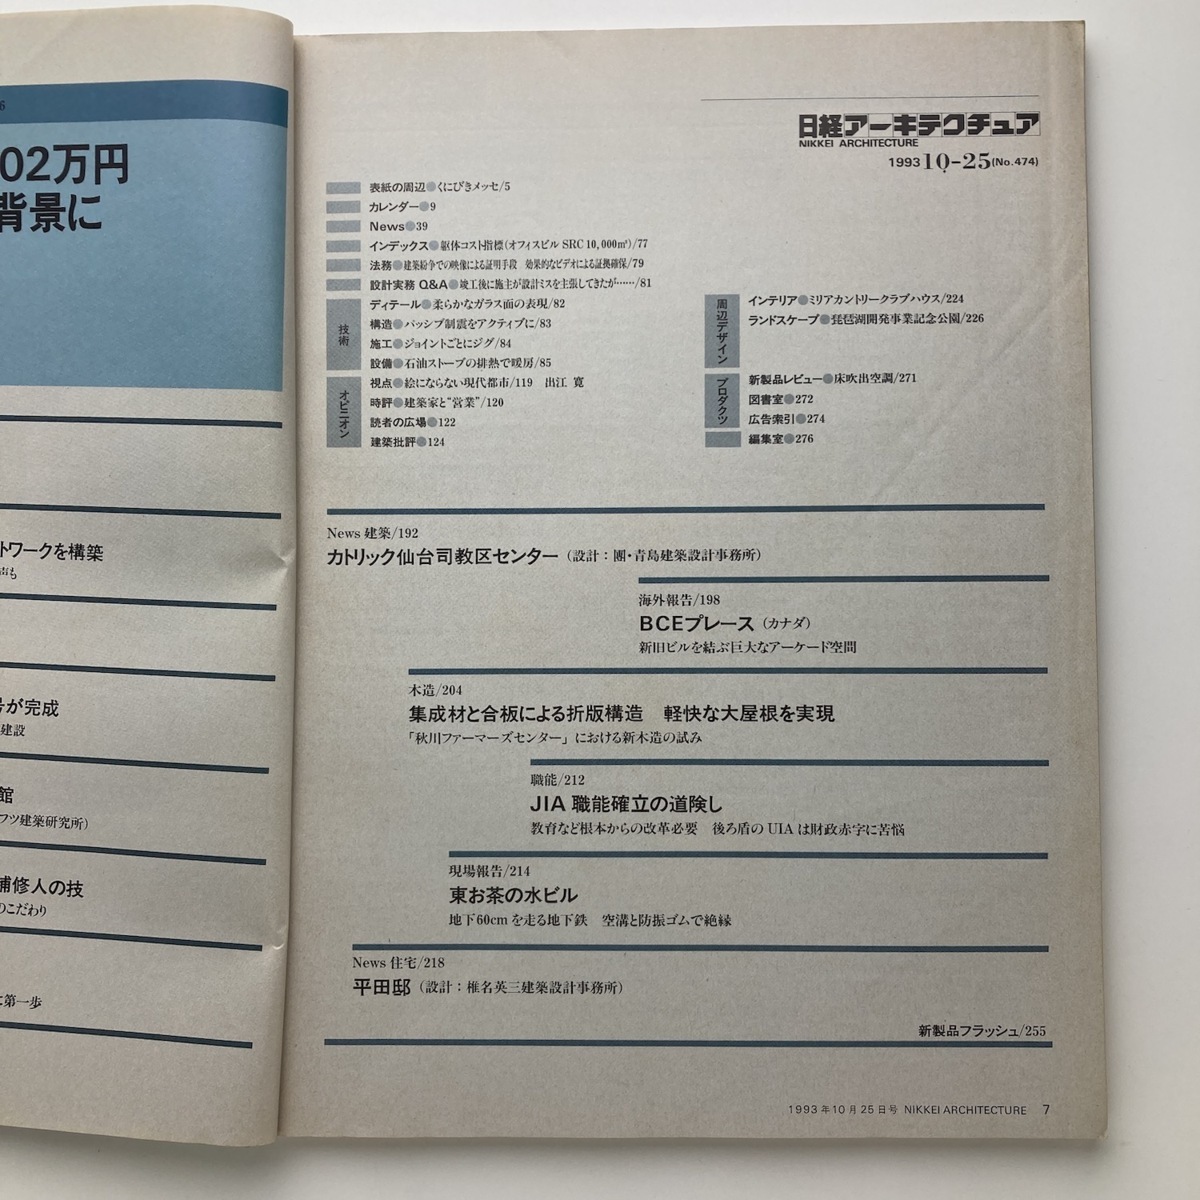 6
02万円
背景に
トワークを構築
声も
号が完成
建設
館
フツ建築研究所）
補修人の技
のこだわり
に第一歩
日経アーキテクチュア
NIKKEI ARCHITECTURE
1993 10-25(No.474)
表紙の周辺●くにびきメッセ/5
カレンダー●9
News●39
インデックス●躯体コスト指標（オフィスビル SRC 10,000㎡）/77
法務●建築紛争での映像による証明手段　効果的なビデオによる証拠確保/79
設計実務 Q&A●竣工後に施主が設計ミスを主張してきたが……/81
技術
ディテール●柔らかなガラス面の表現/82
構造●パッシブ制震をアクティブに/83
施工●ジョイントごとにジグ/84
設備●石油ストーブの排熱で暖房/85
オピニオン
視点●絵にならない現代都市/119　出江 寛
時評●建築家と“営業”/120
読者の広場●122
建築批評●124
周辺デザイン
インテリア●ミリアカントリークラブハウス/224
ランドスケープ●琵琶湖開発事業記念公園/226
プロダクツ
新製品レビュー●床吹出空調/271
図書室●272
広告索引●274
編集室●276
News 建築/192
カトリック仙台司教区センター（設計：團・青島建築設計事務所）
海外報告/198
BCEプレース（カナダ）
新旧ビルを結ぶ巨大なアーケード空間
木造/204
集成材と合板による折版構造　軽快な大屋根を実現
「秋川ファーマーズセンター」における新木造の試み
職能/212
JIA 職能確立の道険し
教育など根本からの改革必要　後ろ盾の UIA は財政赤字に苦悩
現場報告/214
東お茶の水ビル
地下60cmを走る地下鉄　空溝と防振ゴムで絶縁
News 住宅/218
平田邸（設計：椎名英三建築設計事務所）
新製品フラッシュ/255
1993年10月25日号 NIKKEI ARCHITECTURE 7